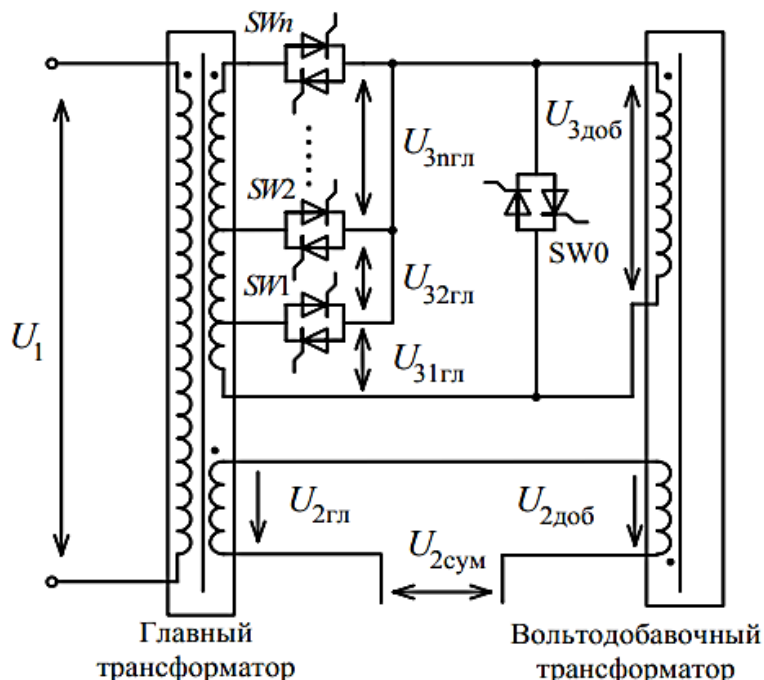 SWn
U3nгл
U3доб
SW2
SW0
SW1
U32гл
U1
U31гл
U2гл
U2доб
U2сум
Главный
трансформатор
Вольтодобавочный
трансформатор